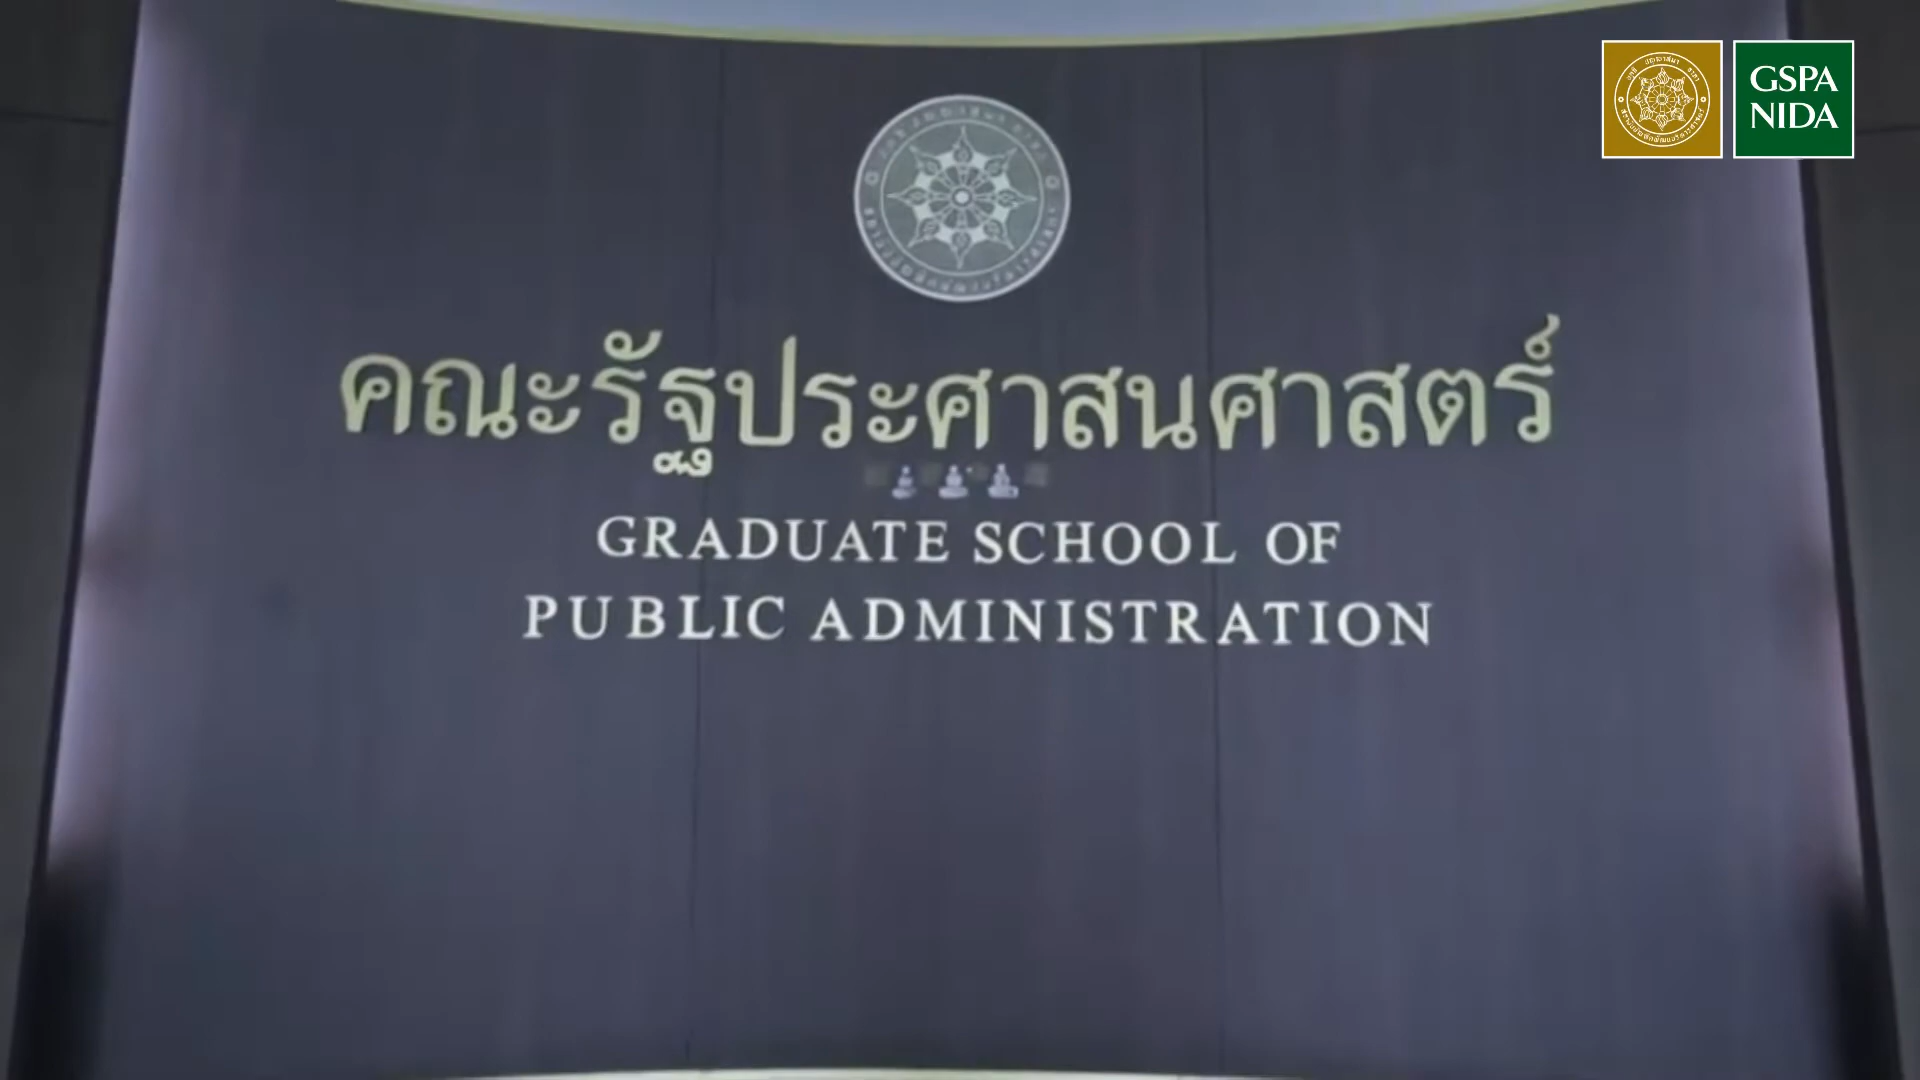 GSPA
NIDA
คณะรัฐประศาสนศาสตร์
GRADUATE SCHOOL OF
PUBLIC ADMINISTRATION